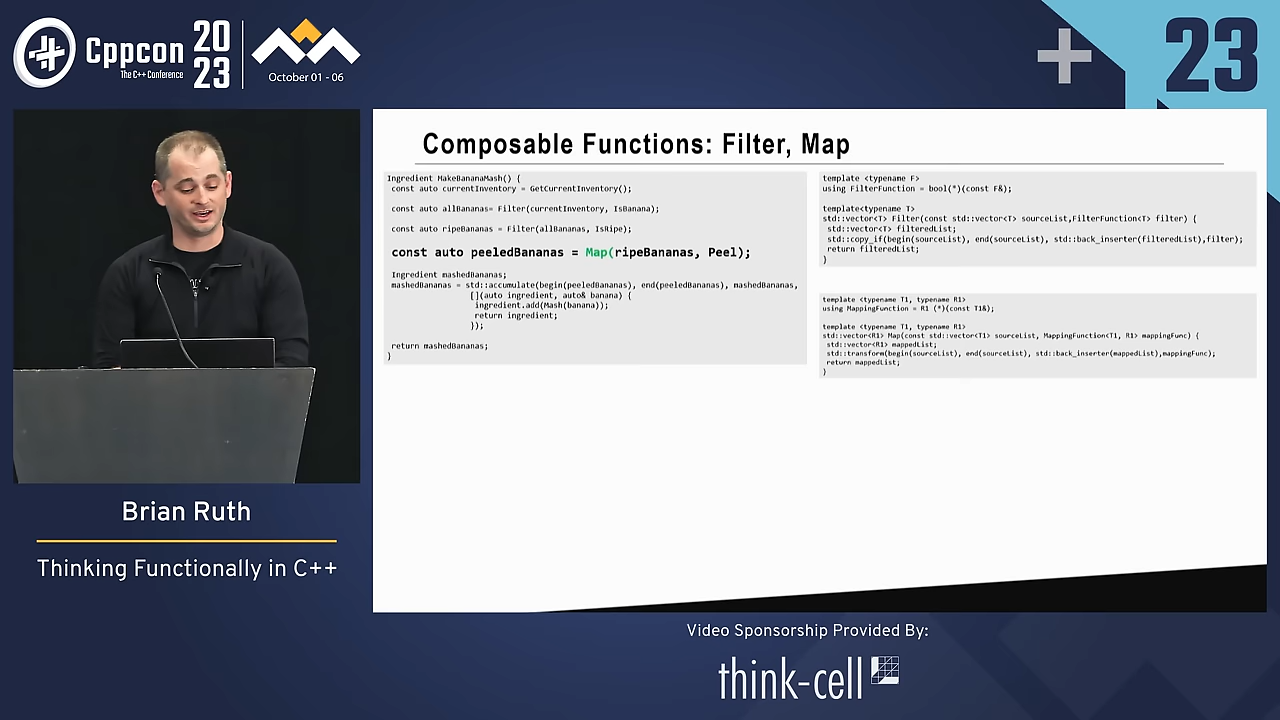 Cppcon
The C++ Conference
20
23
October 01 - 06
23
Composable Functions: Filter, Map
Ingredient MakeBananaMash() {
const auto currentInventory = GetCurrentInventory();
const auto allBananas= Filter(currentInventory, IsBanana);
const auto ripeBananas = Filter(allBananas, IsRipe);
const auto peeledBananas = Map(ripeBananas, Peel);
Ingredient mashedBananas;
mashedBananas = std::accumulate(begin(peeledBananas), end(peeledBananas), mashedBananas,
[](auto ingredient, auto& banana) {
ingredient.add(Mash(banana));
return ingredient;
});
return mashedBananas;
}
template <typename F>
using FilterFunction = bool(*)(const F&);
template<typename T>
std::vector<T> Filter(const std::vector<T> sourceList,FilterFunction<T> filter) {
std::vector<T> filteredList;
std::copy_if(begin(sourceList), end(sourceList), std::back_inserter(filteredList),filter);
return filteredList;
}
template <typename T1, typename R1>
using MappingFunction = R1 (*)(const T1&);
template <typename T1, typename R1>
std::vector<R1> Map(const std::vector<T1> sourceList, MappingFunction<T1, R1> mappingFunc) {
std::vector<R1> mappedList;
std::transform(begin(sourceList), end(sourceList), std::back_inserter(mappedList),mappingFunc);
return mappedList;
}
Brian Ruth
Thinking Functionally in C++
Video Sponsorship Provided By:
think-cell